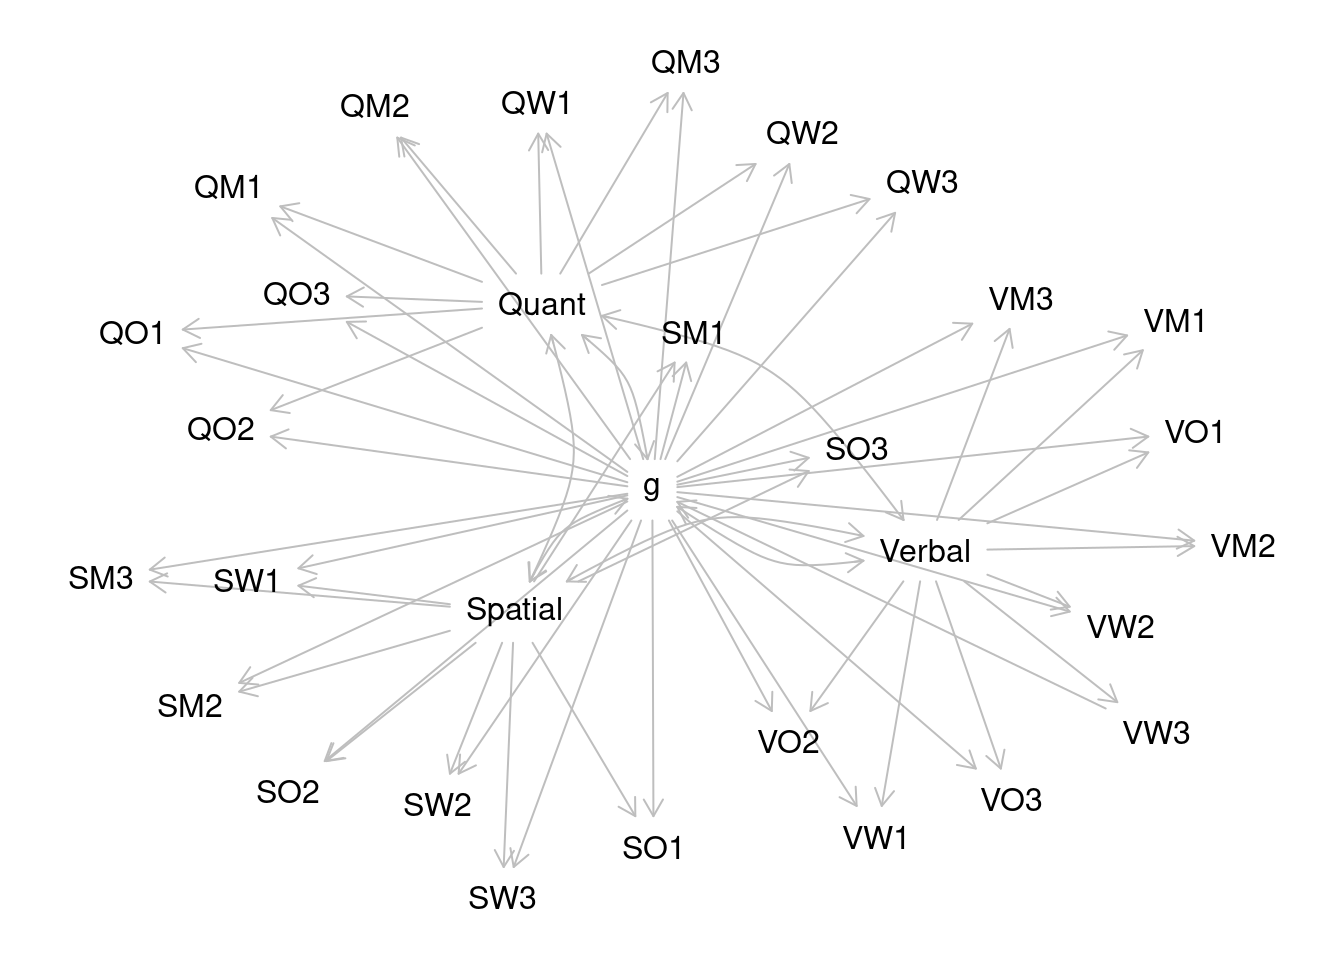 QM3
QM2
QW1
QW2
QM1
QW3
QO3
Quant
VM3
QO1
SM1
VM1
QO2
VO1
SO3
g
Verbal
VM2
SM3
SW1
Spatial
VW2
SM2
VW3
VO2
SO2
SW2
VO3
SO1
VW1
SW3